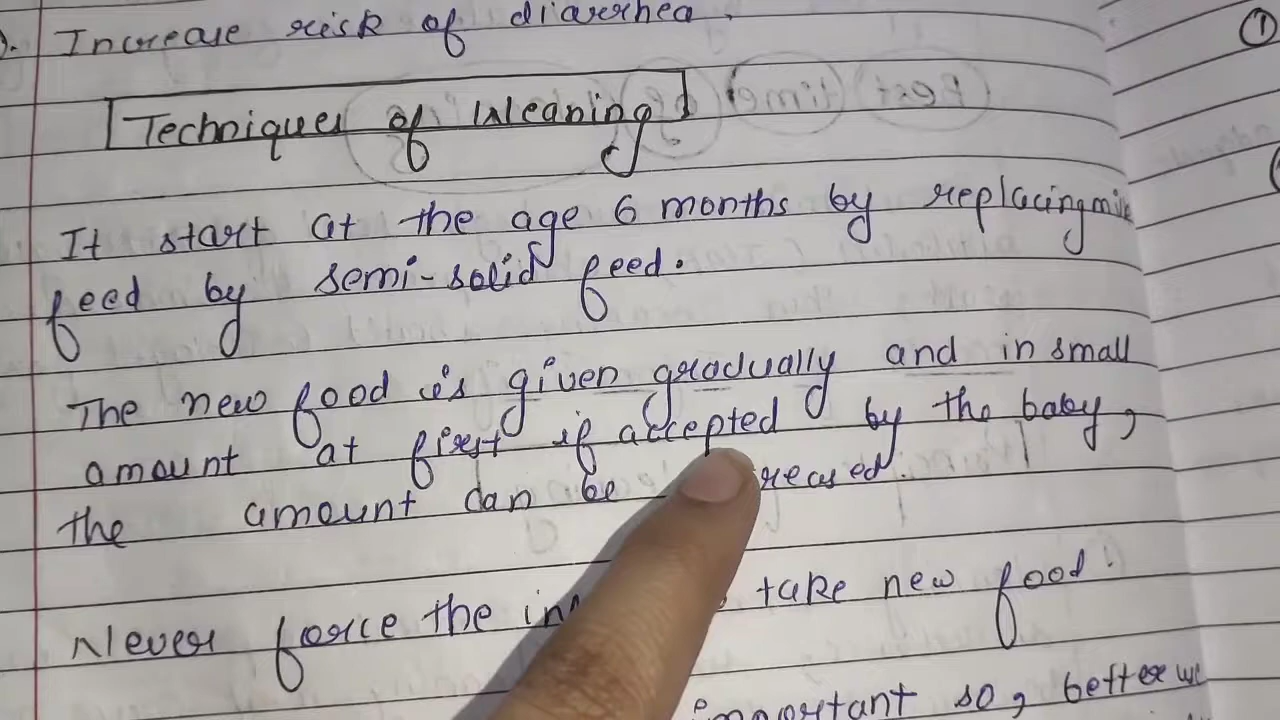 Increase risk of diarrhea.
Techniques of Weaning
It start at the age 6 months by replacing
feed by semi-solid feed.
The new food is given gradually and in small
amount at first if accepted by the baby,
the amount can be reased.
Never force the in take new food.
important so, better